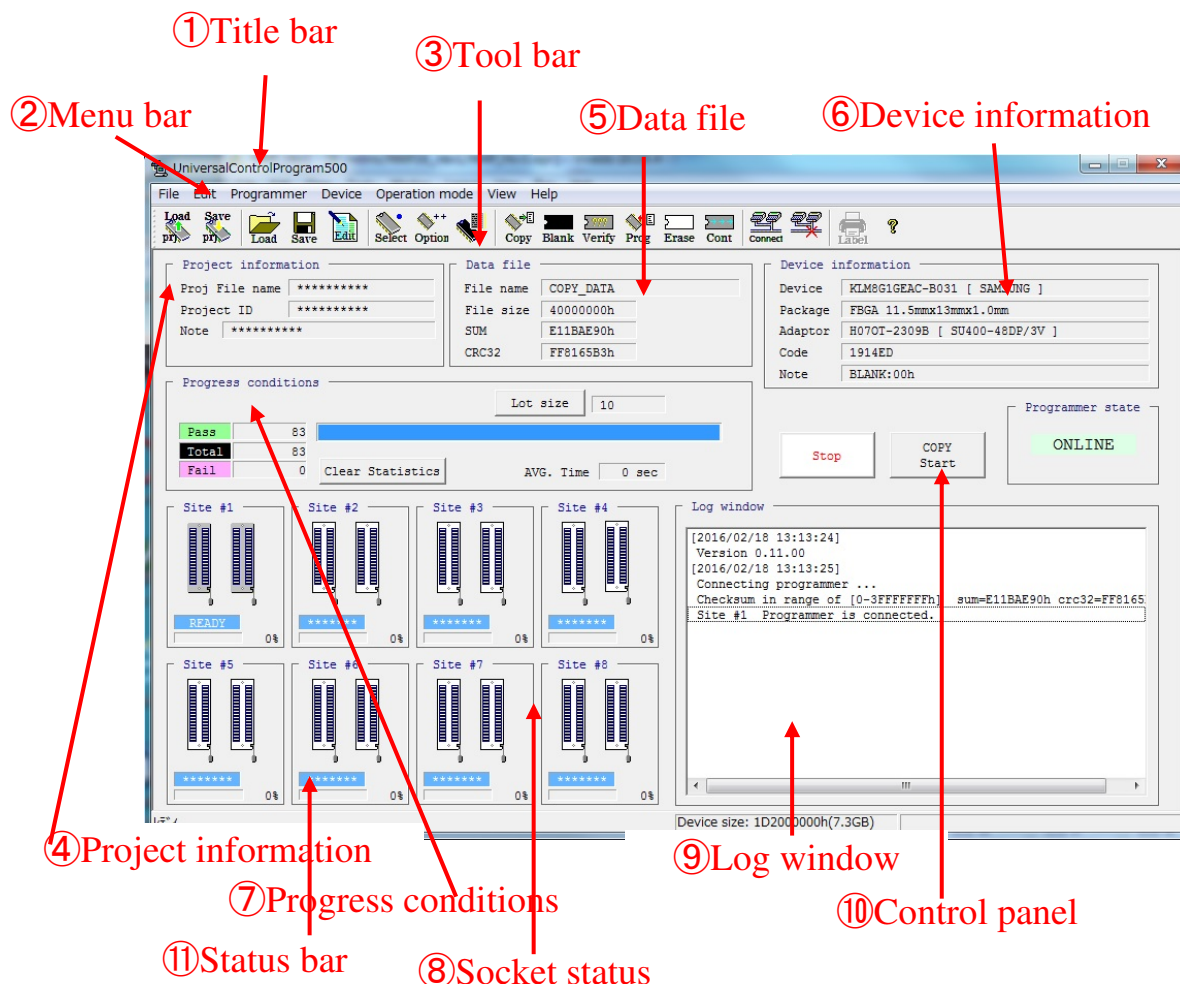 ①Title bar
③Tool bar
②Menu bar
⑤Data file
⑥Device information
UniversalControlProgram500
File Edit Programmer Device Operation mode View Help
Load prj Save prj Load Save Edit Select Option Copy Blank Verify Prog Erase Cont Connect Label ?
Project information
Proj File name **********
Project ID **********
Note **********
Data file
File name COPY_DATA
File size 40000000h
SUM E11BAE90h
CRC32 FF8165B3h
Device information
Device KLM8G1GEAC-B031 [ SAMSUNG ]
Package FBGA 11.5mmx13mmx1.0mm
Adaptor H070T-2309B [ SU400-48DP/3V ]
Code 1914ED
Note BLANK:00h
Progress conditions
Lot size 10
Pass 83
Total 83
Fail 0 Clear Statistics AVG. Time 0 sec
Stop
COPY
Start
Programmer state
ONLINE
Site #1 Site #2 Site #3 Site #4
READY ******* ******* *******
0% 0% 0% 0%
Site #5 Site #6 Site #7 Site #8
******* ******* ******* *******
0% 0% 0% 0%
Log window
[2016/02/18 13:13:24]
Version 0.11.00
[2016/02/18 13:13:25]
Connecting programmer ...
Checksum in range of [0-3FFFFFFFh] sum=E11BAE90h crc32=FF8165
Site #1 Programmer is connected.
Device size: 1D2000000h(7.3GB)
④Project information
⑨Log window
⑦Progress conditions
⑩Control panel
⑪Status bar
⑧Socket status